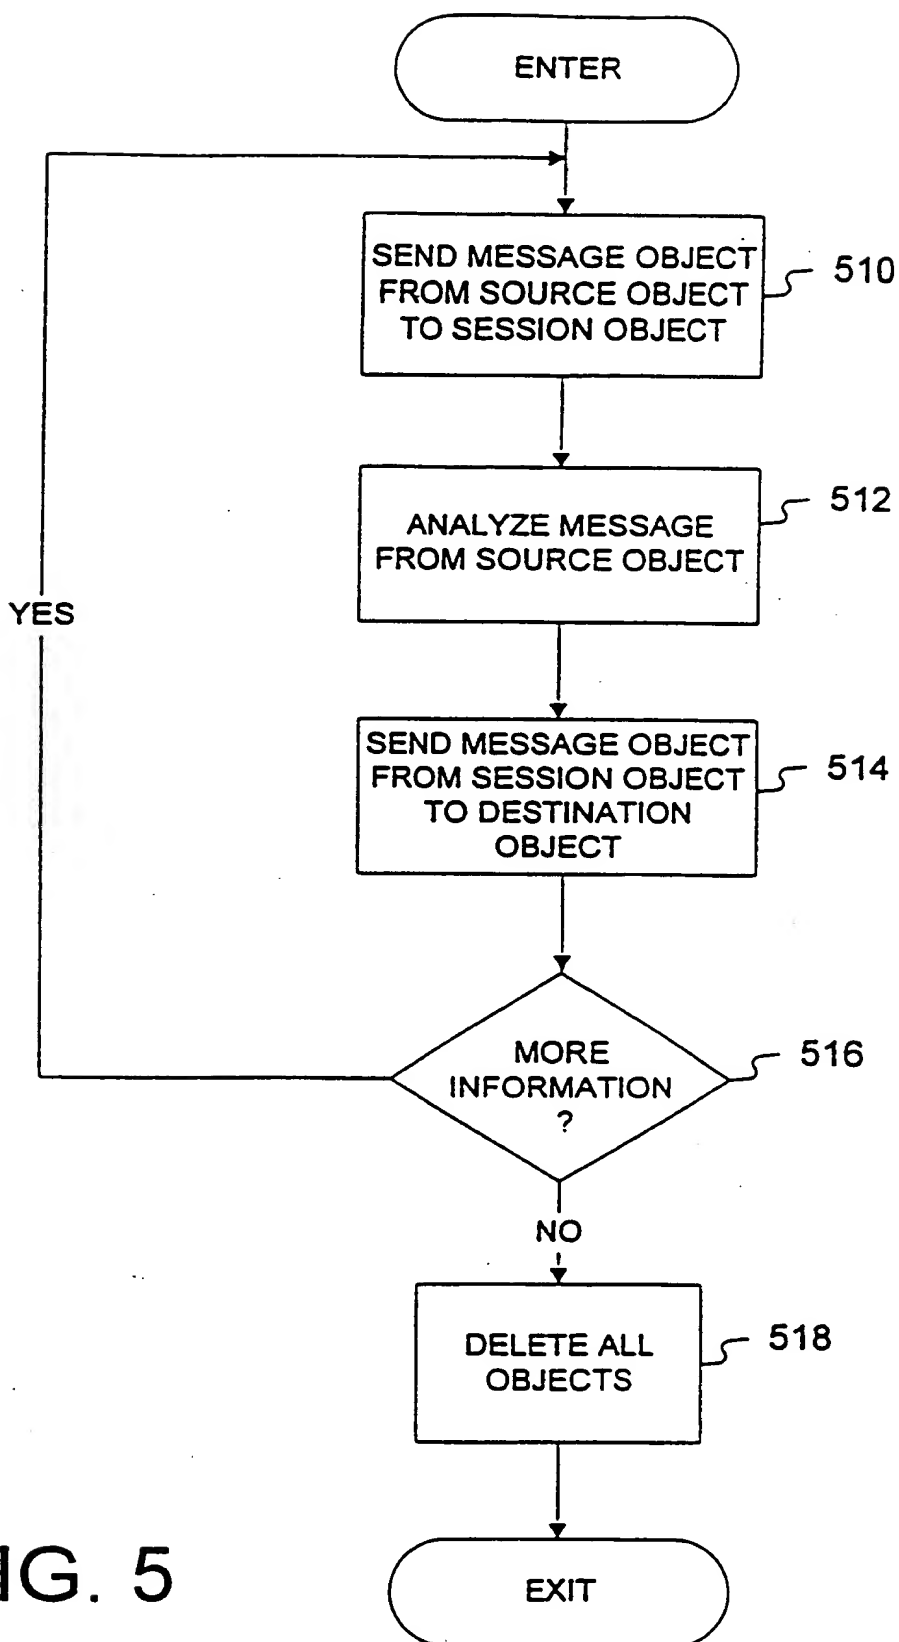 ENTER
SEND MESSAGE OBJECT
FROM SOURCE OBJECT
TO SESSION OBJECT
510
ANALYZE MESSAGE
FROM SOURCE OBJECT
512
YES
SEND MESSAGE OBJECT
FROM SESSION OBJECT
TO DESTINATION
OBJECT
514
MORE
INFORMATION
?
516
NO
DELETE ALL
OBJECTS
518
EXIT
IG. 5